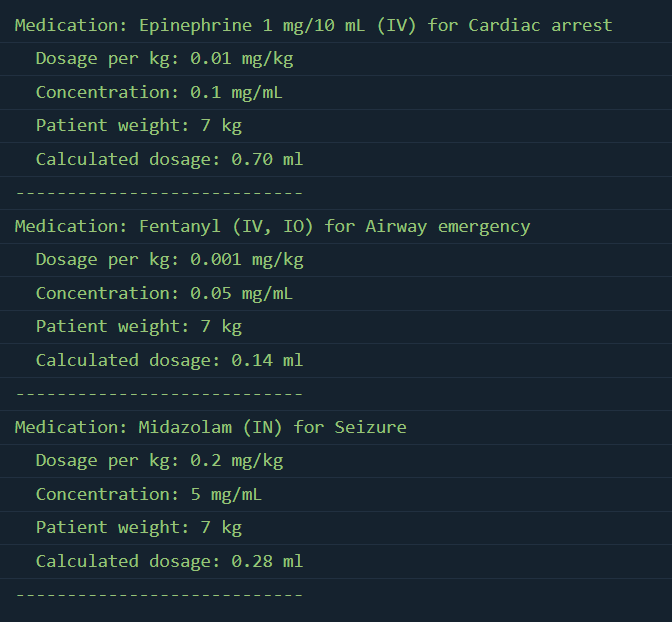 Medication: Epinephrine 1 mg/10 mL (IV) for Cardiac arrest
Dosage per kg: 0.01 mg/kg
Concentration: 0.1 mg/mL
Patient weight: 7 kg
Calculated dosage: 0.70 ml
----------------------------
Medication: Fentanyl (IV, IO) for Airway emergency
Dosage per kg: 0.001 mg/kg
Concentration: 0.05 mg/mL
Patient weight: 7 kg
Calculated dosage: 0.14 ml
----------------------------
Medication: Midazolam (IN) for Seizure
Dosage per kg: 0.2 mg/kg
Concentration: 5 mg/mL
Patient weight: 7 kg
Calculated dosage: 0.28 ml
----------------------------